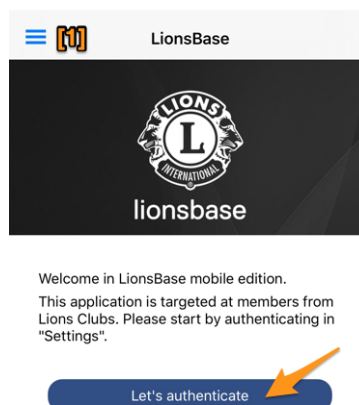 [1] LionsBase
LIONS
L
INTERNATIONAL
lionsbase
Welcome in LionsBase mobile edition.
This application is targeted at members from
Lions Clubs. Please start by authenticating in
"Settings".
Let's authenticate